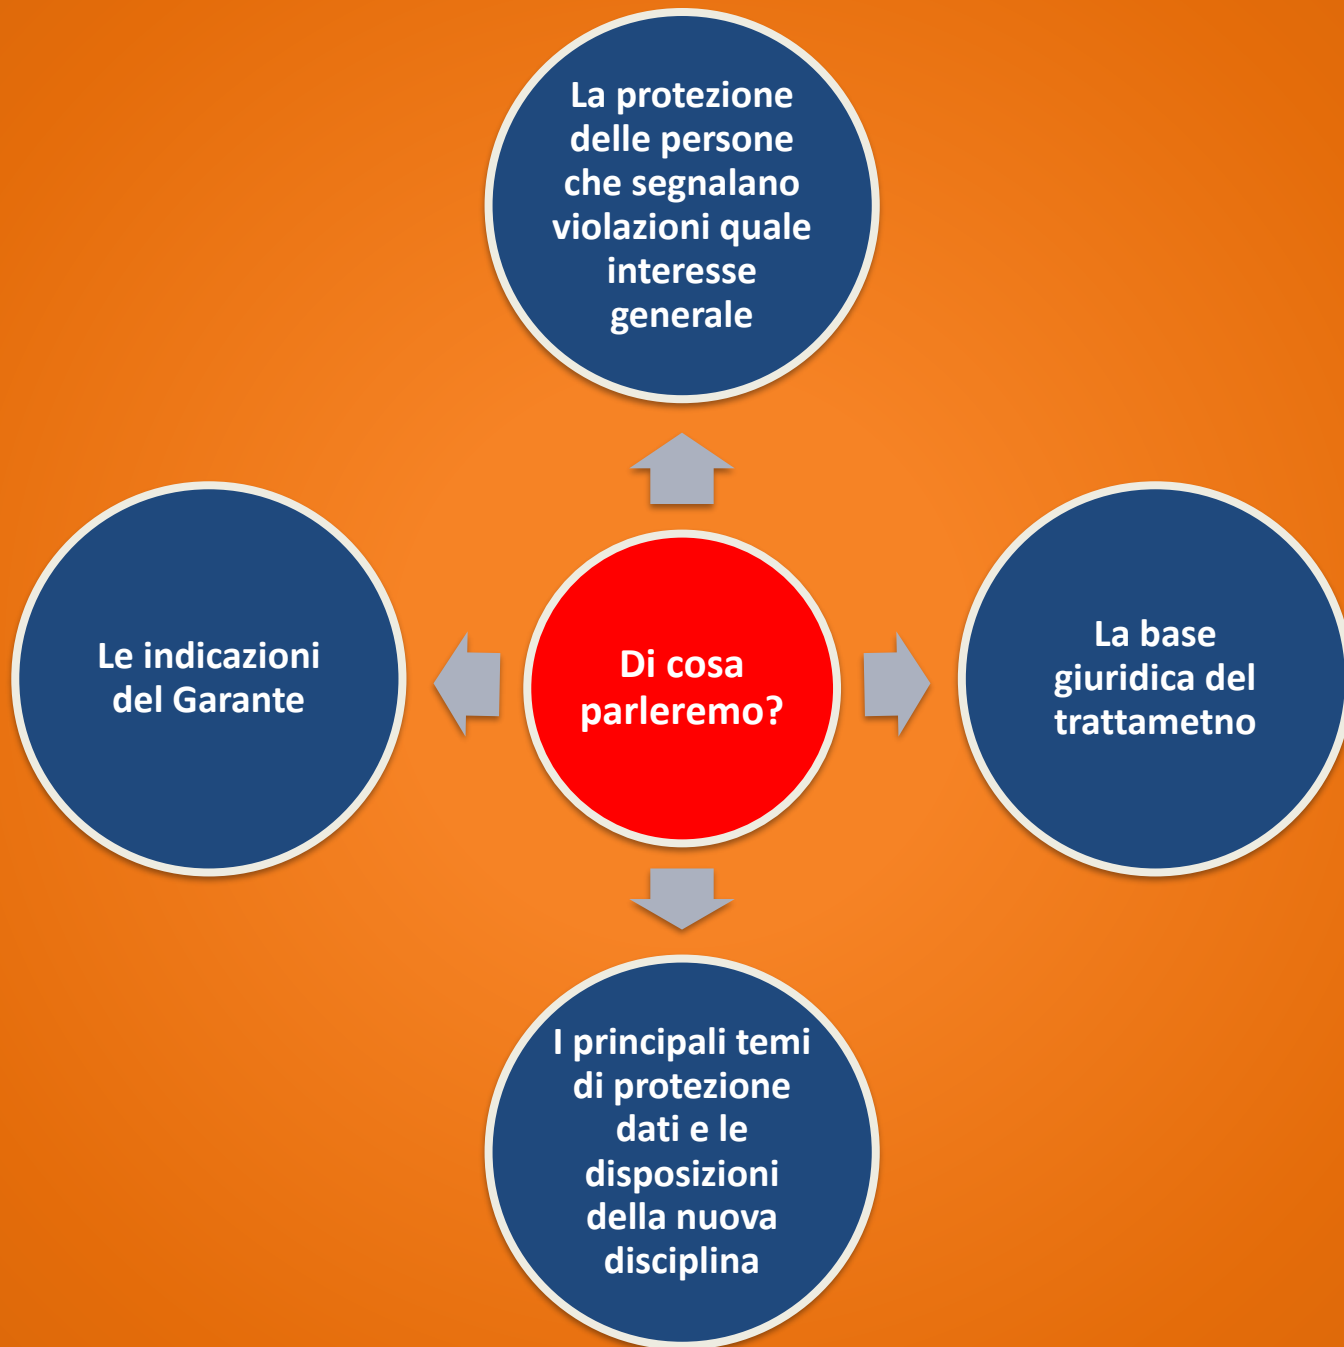 La protezione
delle persone
che segnalano
violazioni quale
interesse
generale
Le indicazioni
del Garante
Di cosa
parleremo?
La base
giuridica del
trattametno
I principali temi
di protezione
dati e le
disposizioni
della nuova
disciplina